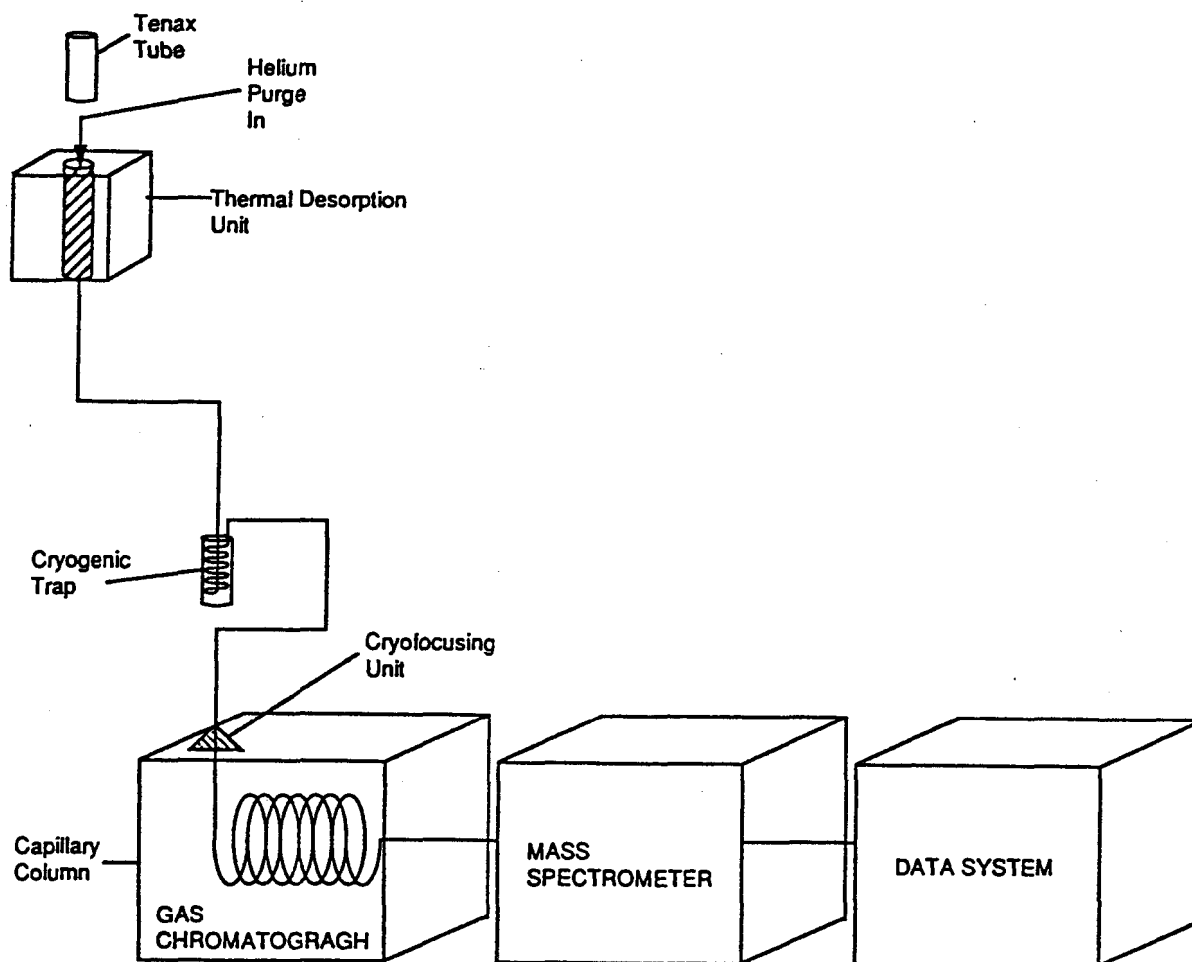 Tenax
Tube
Helium
Purge
In
Thermal Desorption
Unit
Cryogenic
Trap
Cryofocusing
Unit
Capillary
Column
GAS
CHROMATOGRAGH
MASS
SPECTROMETER
DATA SYSTEM